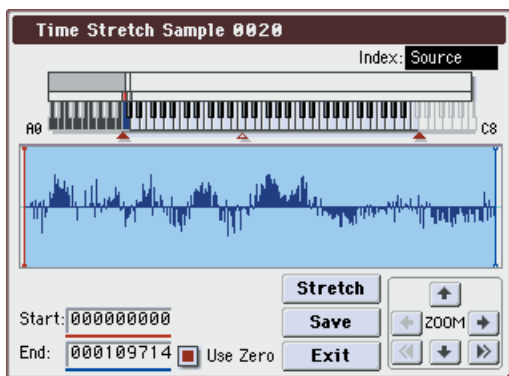 Time Stretch Sample 0020
Index: Source
A0
C8
Stretch
Start: 000000000
Save
ZOOM
End: 000109714
Use Zero
Exit